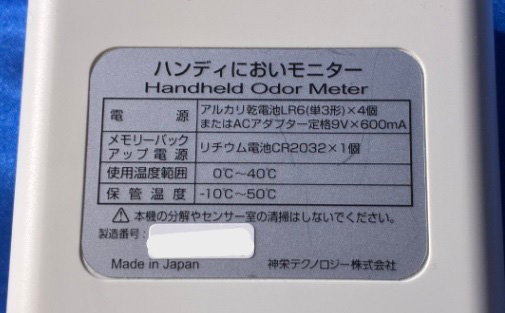 ハンディにおいモニター
Handheld Odor Meter
電源 アルカリ乾電池LR6(単3形)×4個
またはACアダプター定格9V×600mA
メモリーバック
アップ電源 リチウム電池CR2032×1個
使用温度範囲 0℃～40℃
保管温度 -10℃～50℃
⚠ 本機の分解やセンサー室の清掃はしないでください。
製造番号:
Made in Japan 神栄テクノロジー株式会社